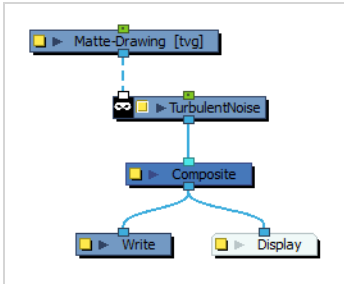 Matte-Drawing [tvg]
TurbulentNoise
Composite
Write
Display